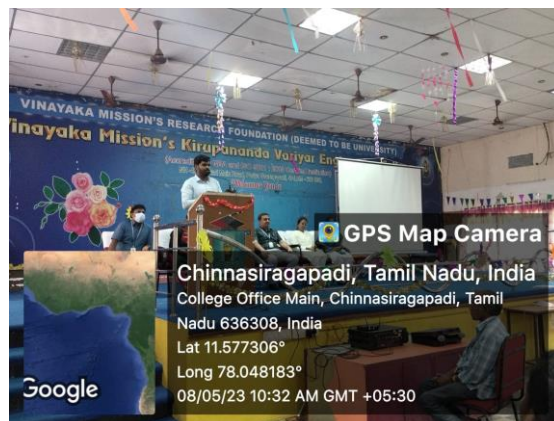 VINAYAKA MISSION'S RESEARCH FOUNDATION (DEEMED TO BE UNIVERSITY)
Vinayaka Mission's Kirupananda Variyar Eng
GPS Map Camera
Chinnasiragapadi, Tamil Nadu, India
College Office Main, Chinnasiragapadi, Tamil
Nadu 636308, India
Lat 11.577306°
Long 78.048183°
08/05/23 10:32 AM GMT +05:30
Google